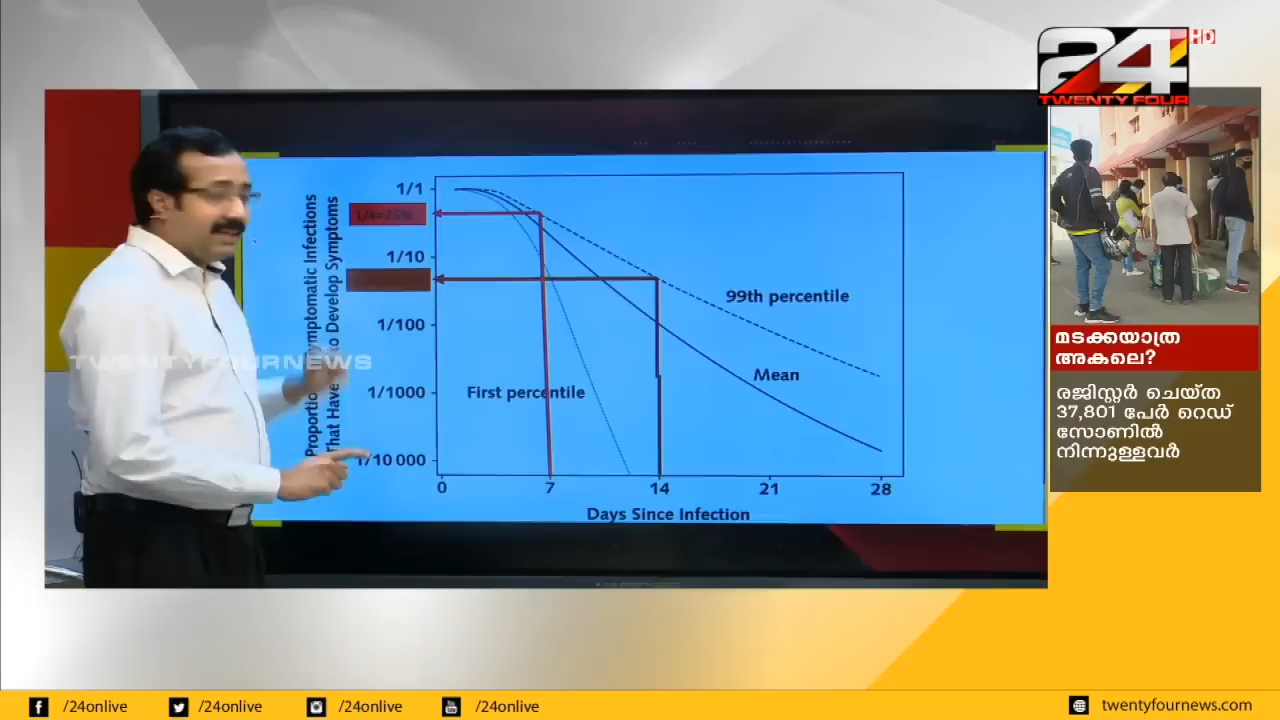 24
HD
TWENTY FOUR
1/1
1/4=25%
1/10
1/100
1/1000
1/10 000
Symptomatic Infections
That Have to Develop Symptoms
99th percentile
Mean
First percentile
0 7 14 21 28
Days Since Infection
TWENTYFOURNEWS
മടക്കയാത്ര
അകലെ?
രജിസ്റ്റർ ചെയ്ത
37,801 പേർ റെഡ്
സോണിൽ
നിന്നുള്ളവർ
/24onlive /24onlive /24onlive /24onlive twentyfournews.com